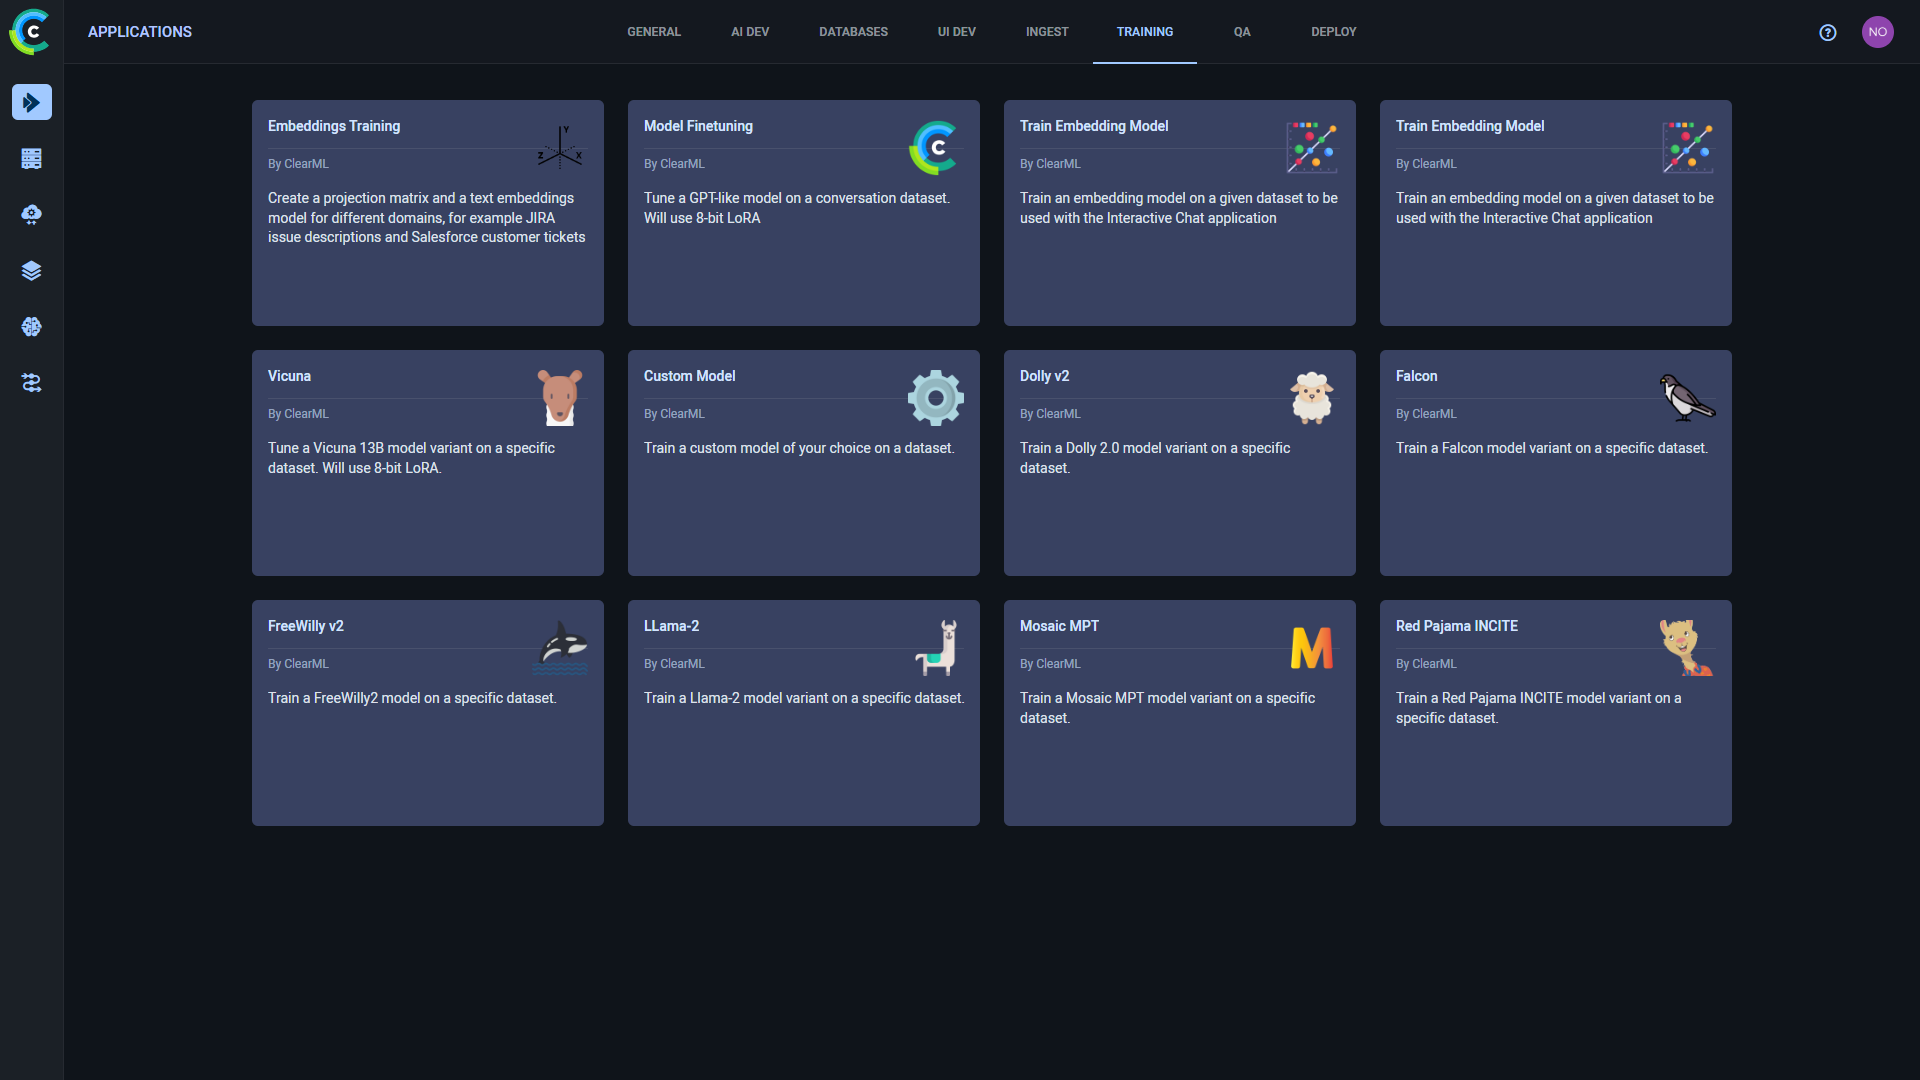 APPLICATIONS
GENERAL
AI DEV
DATABASES
UI DEV
INGEST
TRAINING
QA
DEPLOY
NO
Embeddings Training
By ClearML
Create a projection matrix and a text embeddings
model for different domains, for example JIRA
issue descriptions and Salesforce customer tickets
Y
Z
X
Model Finetuning
By ClearML
Tune a GPT-like model on a conversation dataset.
Will use 8-bit LoRA
C
Train Embedding Model
By ClearML
Train an embedding model on a given dataset to be
used with the Interactive Chat application
Train Embedding Model
By ClearML
Train an embedding model on a given dataset to be
used with the Interactive Chat application
Vicuna
By ClearML
Tune a Vicuna 13B model variant on a specific
dataset. Will use 8-bit LoRA.
Custom Model
By ClearML
Train a custom model of your choice on a dataset.
Dolly v2
By ClearML
Train a Dolly 2.0 model variant on a specific
dataset.
Falcon
By ClearML
Train a Falcon model variant on a specific dataset.
FreeWilly v2
By ClearML
Train a FreeWilly2 model on a specific dataset.
LLama-2
By ClearML
Train a Llama-2 model variant on a specific dataset.
Mosaic MPT
By ClearML
Train a Mosaic MPT model variant on a specific
dataset.
M
Red Pajama INCITE
By ClearML
Train a Red Pajama INCITE model variant on a
specific dataset.